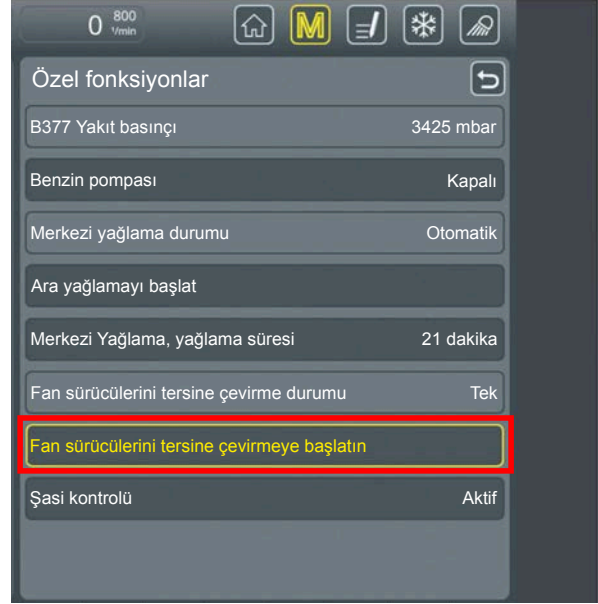 0 800 1/min
M
Özel fonksiyonlar
B377 Yakıt basınçı 3425 mbar
Benzin pompası Kapalı
Merkezi yağlama durumu Otomatik
Ara yağlamayı başlat
Merkezi Yağlama, yağlama süresi 21 dakika
Fan sürücülerini tersine çevirme durumu Tek
Fan sürücülerini tersine çevirmeye başlatın
Şasi kontrolü Aktif